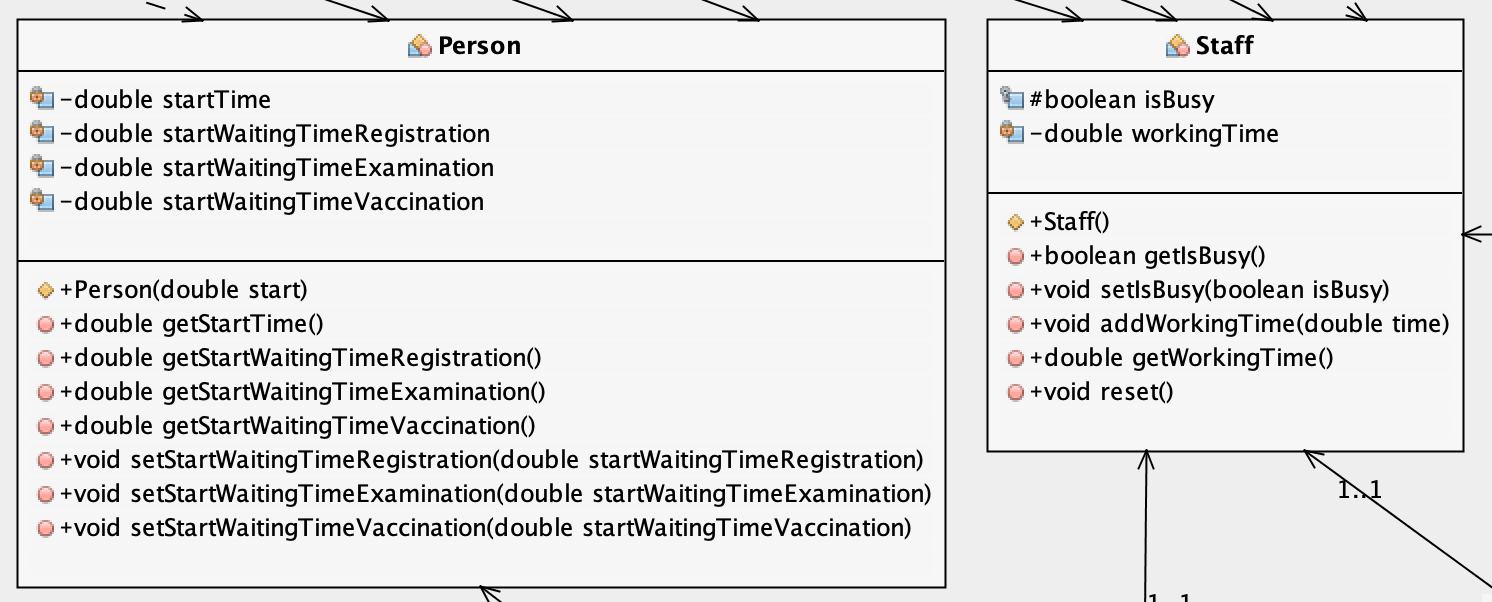 Person
-double startTime
-double startWaitingTimeRegistration
-double startWaitingTimeExamination
-double startWaitingTimeVaccination
+Person(double start)
+double getStartTime()
+double getStartWaitingTimeRegistration()
+double getStartWaitingTimeExamination()
+double getStartWaitingTimeVaccination()
+void setStartWaitingTimeRegistration(double startWaitingTimeRegistration)
+void setStartWaitingTimeExamination(double startWaitingTimeExamination)
+void setStartWaitingTimeVaccination(double startWaitingTimeVaccination)
Staff
#boolean isBusy
-double workingTime
+Staff()
+boolean getIsBusy()
+void setIsBusy(boolean isBusy)
+void addWorkingTime(double time)
+double getWorkingTime()
+void reset()
1..1
1..1